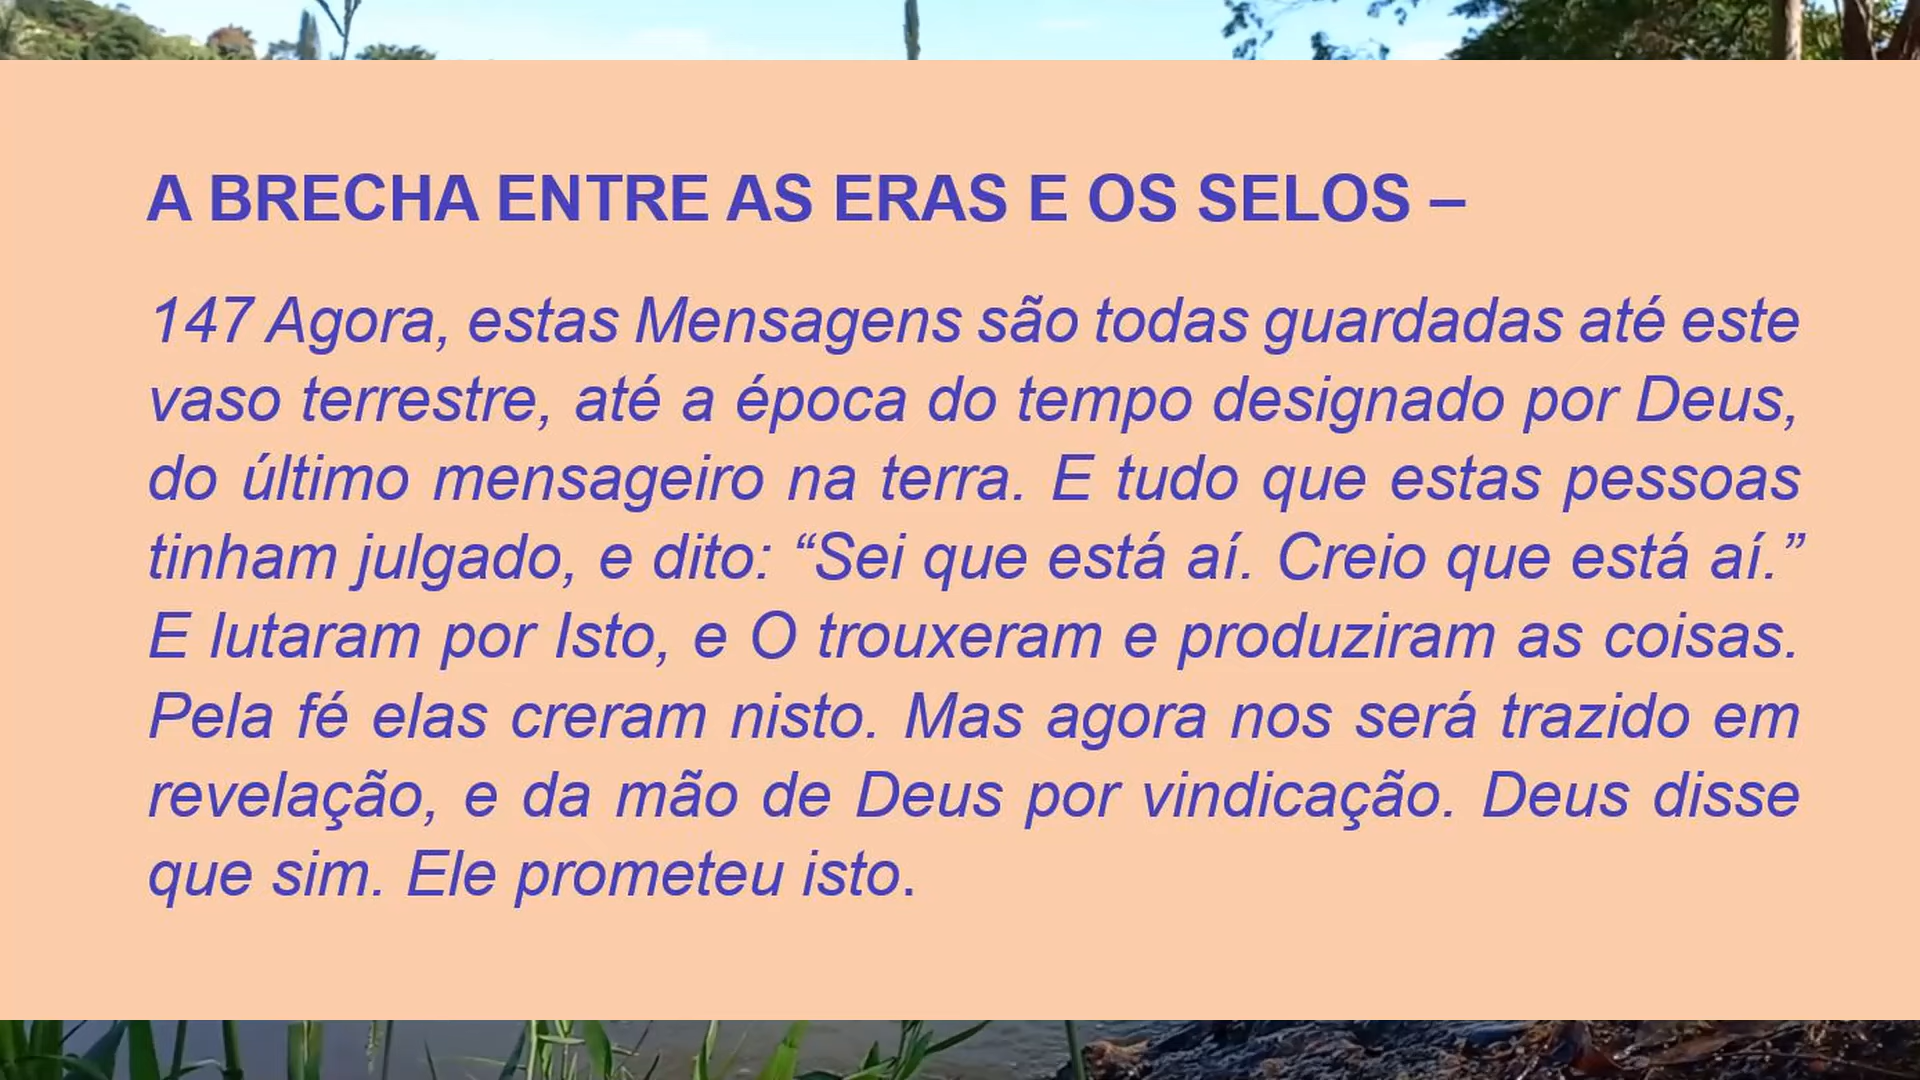 A BRECHA ENTRE AS ERAS E OS SELOS –
147 Agora, estas Mensagens são todas guardadas até este
vaso terrestre, até a época do tempo designado por Deus,
do último mensageiro na terra. E tudo que estas pessoas
tinham julgado, e dito: “Sei que está aí. Creio que está aí.”
E lutaram por Isto, e O trouxeram e produziram as coisas.
Pela fé elas creram nisto. Mas agora nos será trazido em
revelação, e da mão de Deus por vindicação. Deus disse
que sim. Ele prometeu isto.